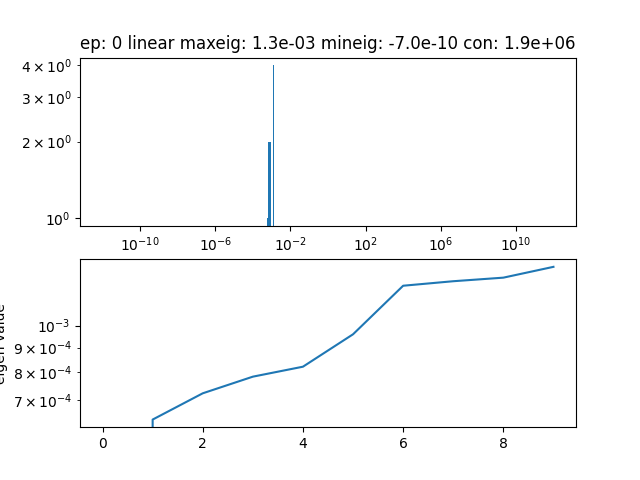 ep: 0 linear maxeig: 1.3e-03 mineig: -7.0e-10 con: 1.9e+06
4 × 10⁰
3 × 10⁰
2 × 10⁰
10⁰
10⁻¹⁰ 10⁻⁶ 10⁻² 10² 10⁶ 10¹⁰
eigen value
10⁻³
9 × 10⁻⁴
8 × 10⁻⁴
7 × 10⁻⁴
0 2 4 6 8